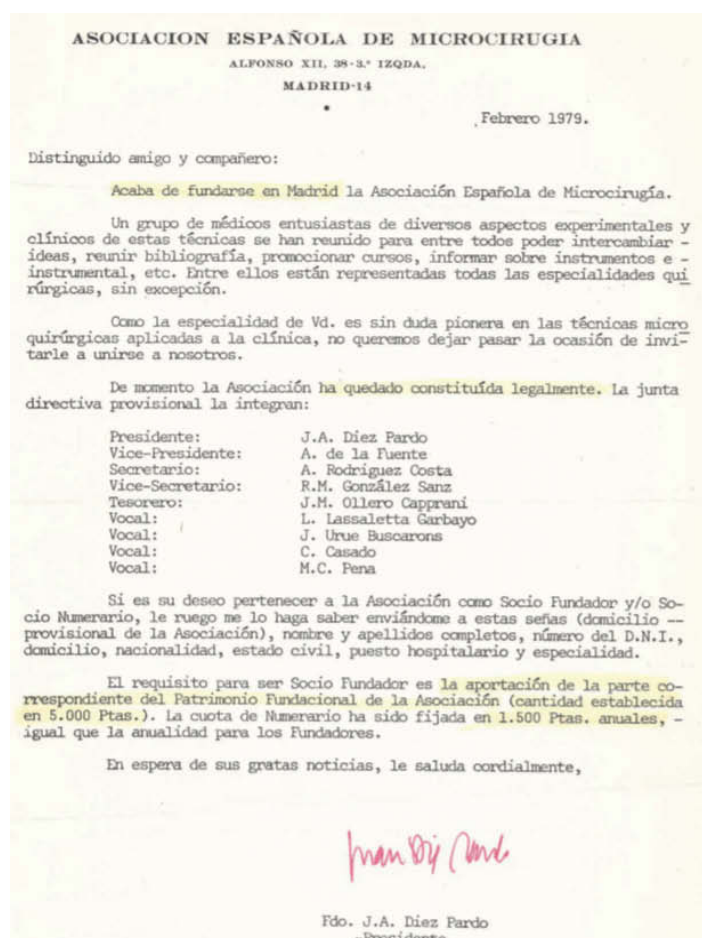 ASOCIACION ESPAÑOLA DE MICROCIRUGIA
ALFONSO XII, 38-3.º IZQDA.
MADRID-14
Febrero 1979.
Distinguido amigo y compañero:
Acaba de fundarse en Madrid la Asociación Española de Microcirugía.
Un grupo de médicos entusiastas de diversos aspectos experimentales y
clínicos de estas técnicas se han reunido para entre todos poder intercambiar -
ideas, reunir bibliografía, promocionar cursos, informar sobre instrumentos e -
instrumental, etc. Entre ellos están representadas todas las especialidades qui
rúrgicas, sin excepción.
Como la especialidad de Vd. es sin duda pionera en las técnicas micro
quirúrgicas aplicadas a la clínica, no queremos dejar pasar la ocasión de invi-
tarle a unirse a nosotros.
De momento la Asociación ha quedado constituída legalmente. La junta
directiva provisional la integran:
Presidente: J.A. Díez Pardo
Vice-Presidente: A. de la Fuente
Secretario: A. Rodriguez Costa
Vice-Secretario: R.M. González Sanz
Tesorero: J.M. Ollero Capprani
Vocal: L. Lassaletta Garbayo
Vocal: J. Urue Buscarons
Vocal: C. Casado
Vocal: M.C. Pena
Si es su deseo pertenecer a la Asociación como Socio Fundador y/o So-
cio Numerario, le ruego me lo haga saber enviándome a estas señas (domicilio --
provisional de la Asociación), nombre y apellidos completos, número del D.N.I.,
domicilio, nacionalidad, estado civil, puesto hospitalario y especialidad.
El requisito para ser Socio Fundador es la aportación de la parte co-
rrespondiente del Patrimonio Fundacional de la Asociación (cantidad establecida
en 5.000 Ptas.). La cuota de Numerario ha sido fijada en 1.500 Ptas. anuales, -
igual que la anualidad para los Fundadores.
En espera de sus gratas noticias, le saluda cordialmente,
Juan Díez Pardo
Fdo. J.A. Díez Pardo
-Presidente-